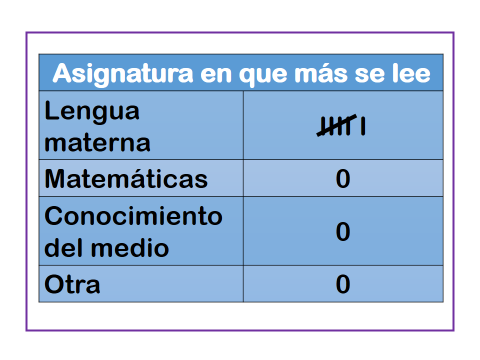 Asignatura en que más se lee
Lengua
materna
Matemáticas 0
Conocimiento
del medio 0
Otra 0